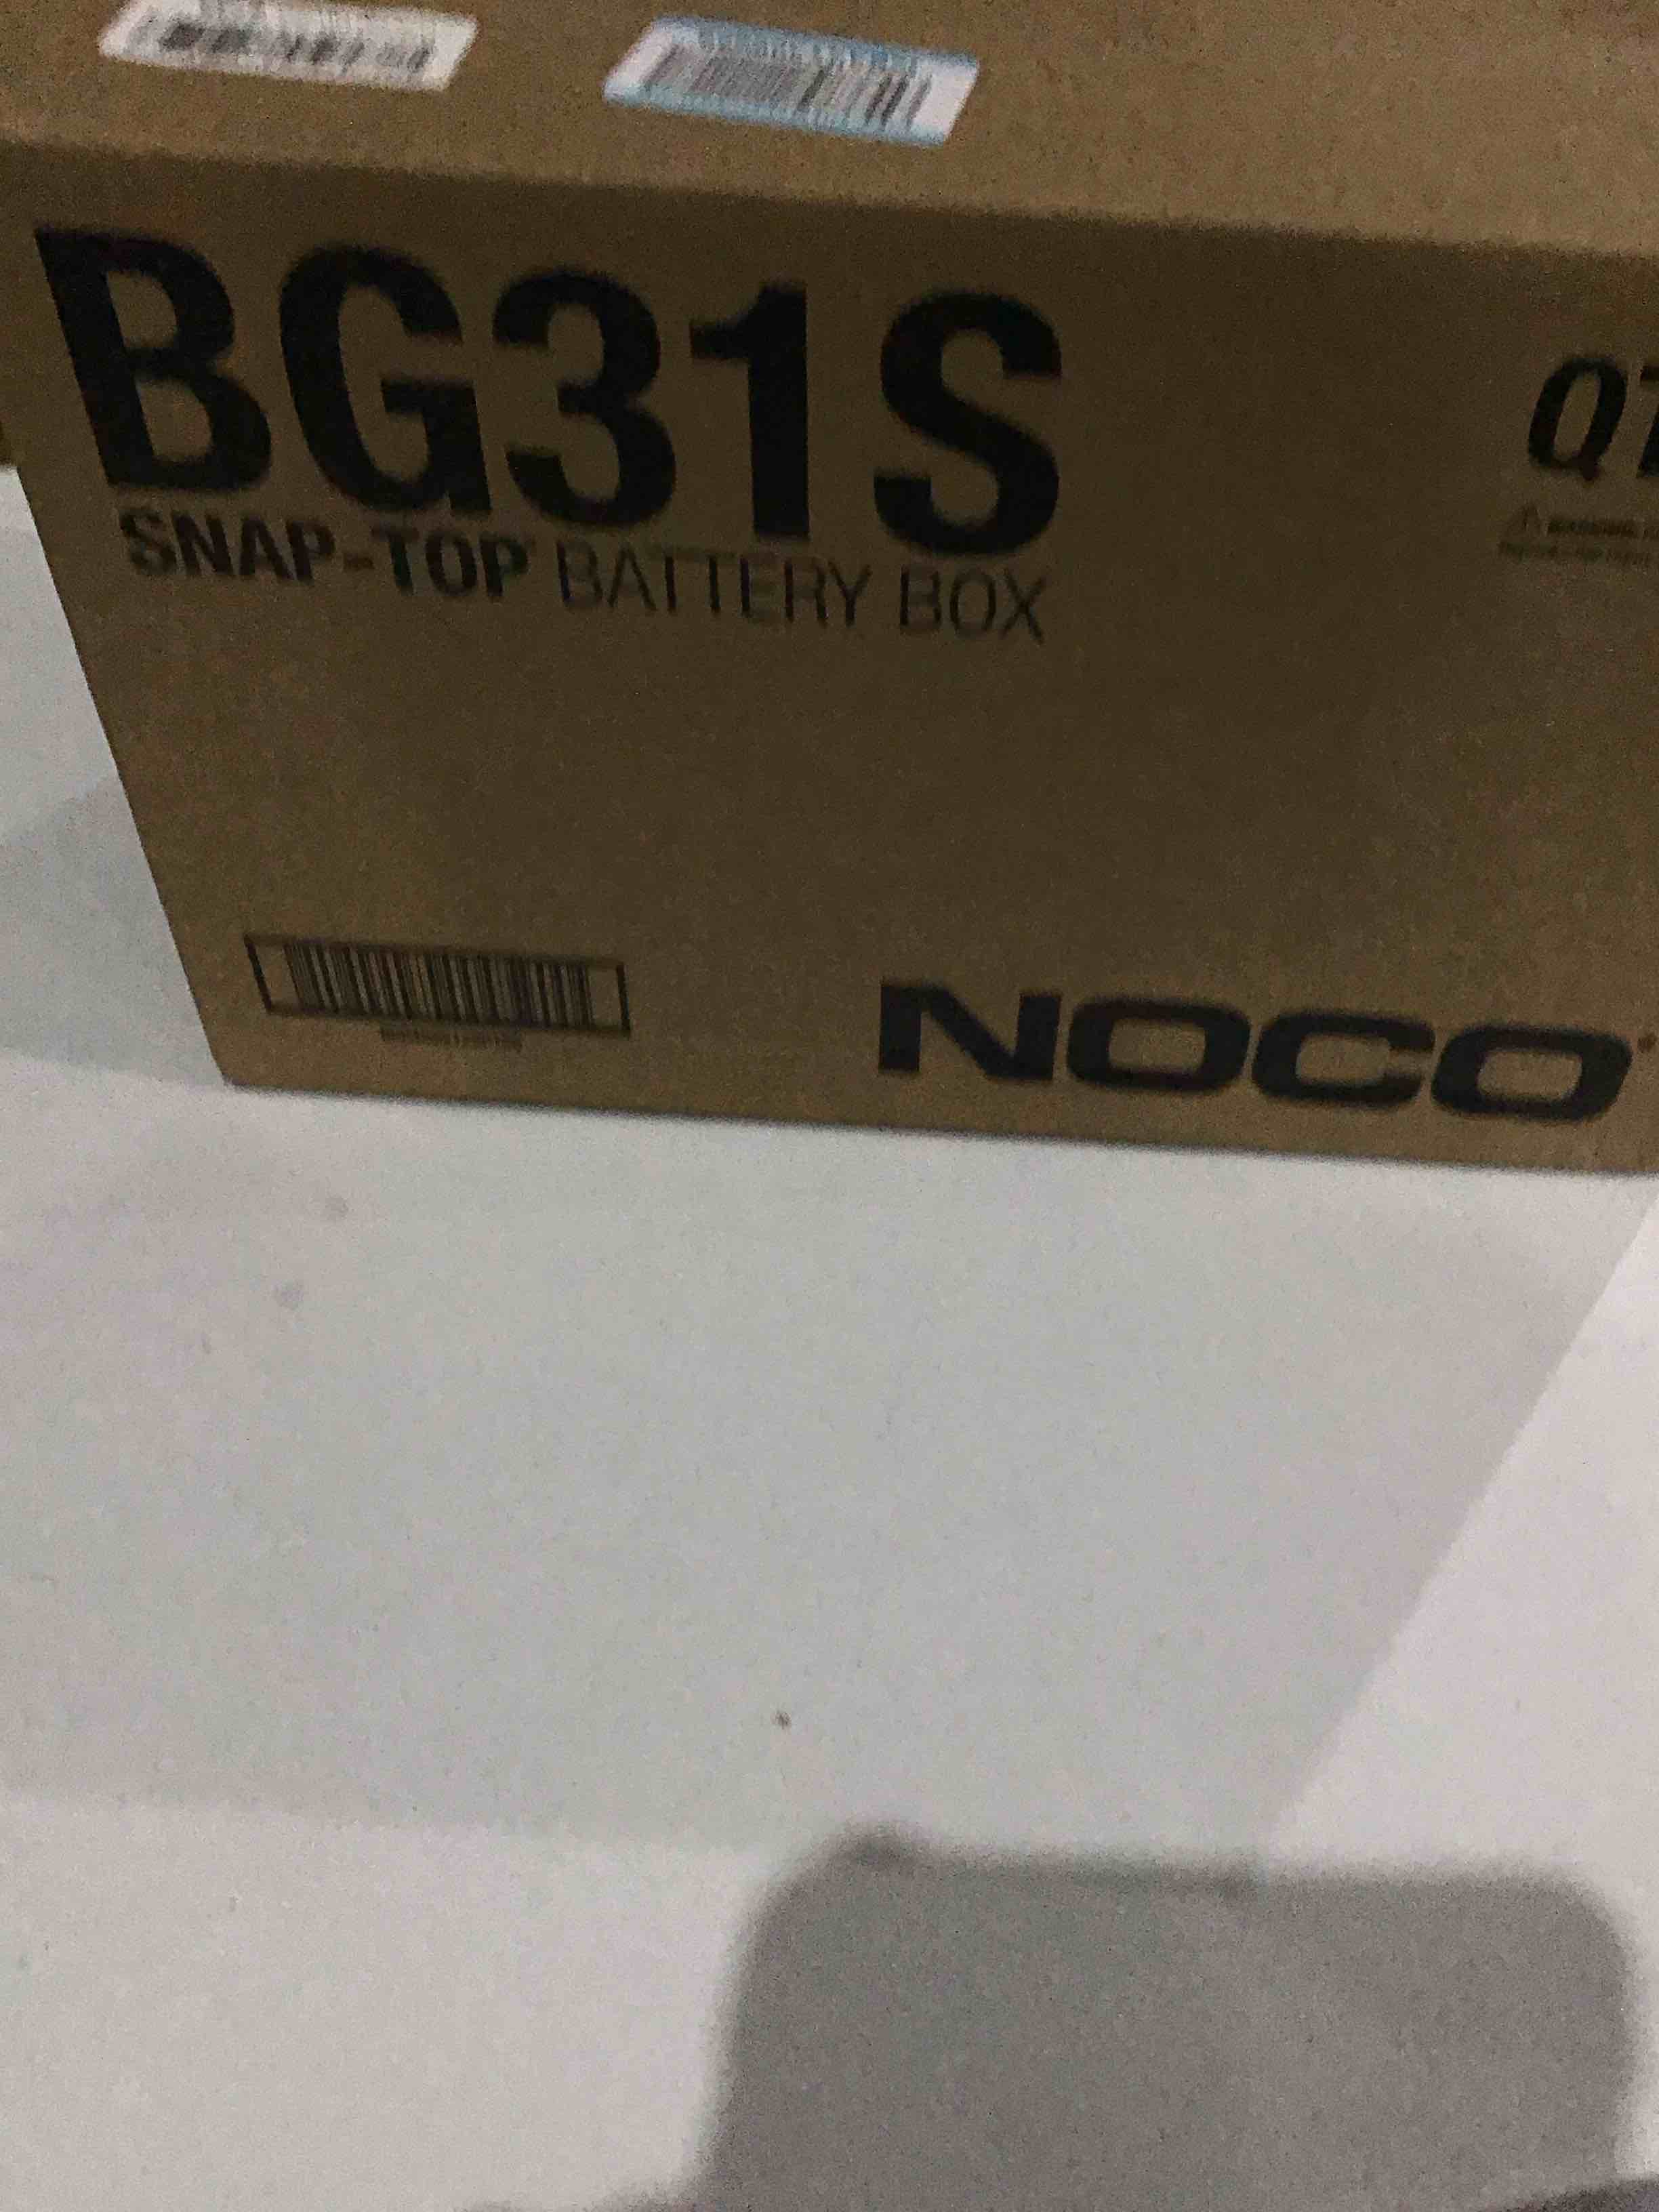 BG31S
SNAP-TOP BATTERY BOX
NOCO